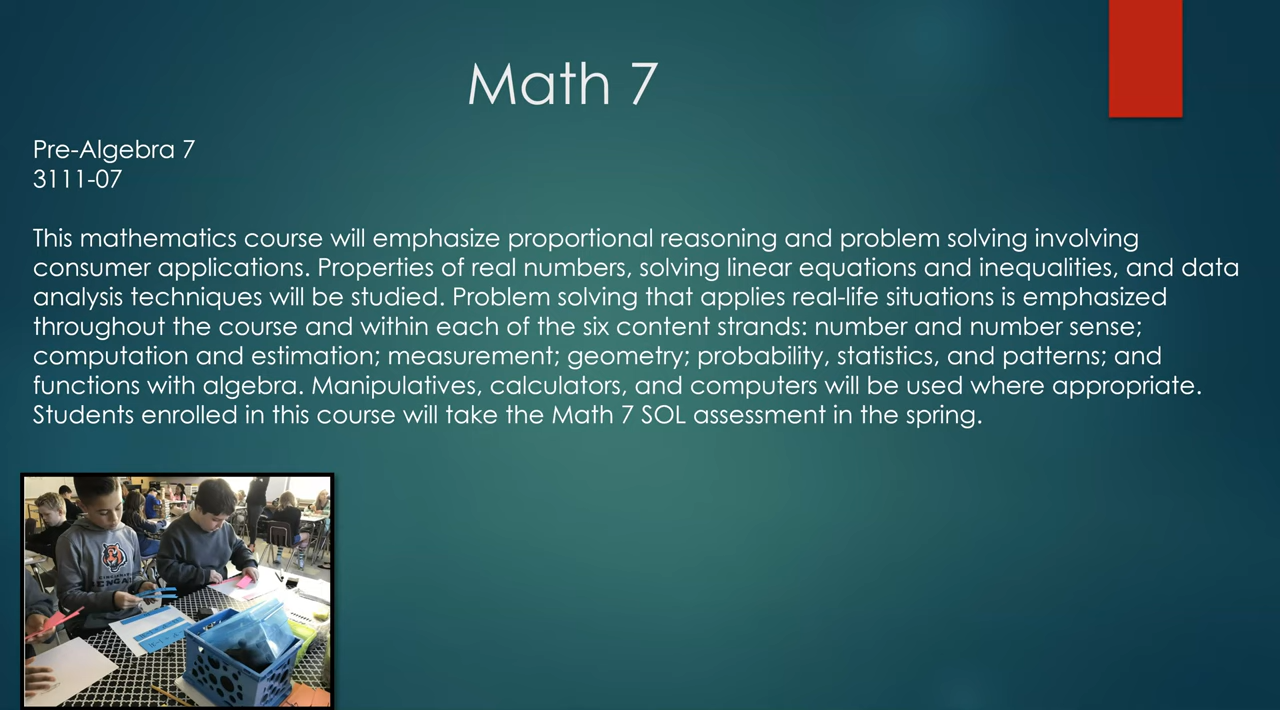 Math 7
Pre-Algebra 7
3111-07
This mathematics course will emphasize proportional reasoning and problem solving involving
consumer applications. Properties of real numbers, solving linear equations and inequalities, and data
analysis techniques will be studied. Problem solving that applies real-life situations is emphasized
throughout the course and within each of the six content strands: number and number sense;
computation and estimation; measurement; geometry; probability, statistics, and patterns; and
functions with algebra. Manipulatives, calculators, and computers will be used where appropriate.
Students enrolled in this course will take the Math 7 SOL assessment in the spring.